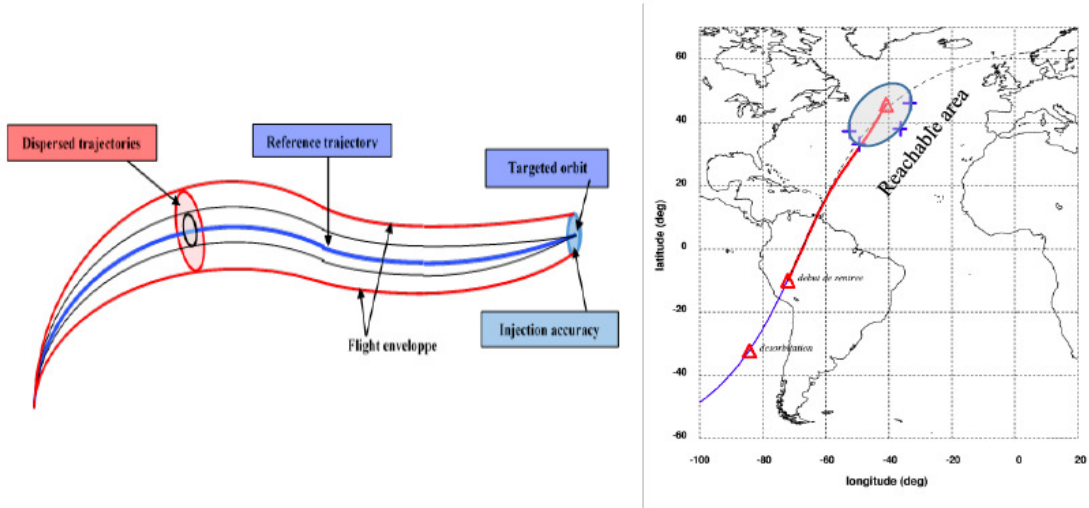 Dispersed trajectories
Reference trajectory
Targeted orbit
Injection accuracy
Flight enveloppe
60
40
20
0
-20
-40
-60
latitude (deg)
Reachable area
debut de rentree
desorbitation
-100
-80
-60
-40
-20
0
20
longitude (deg)